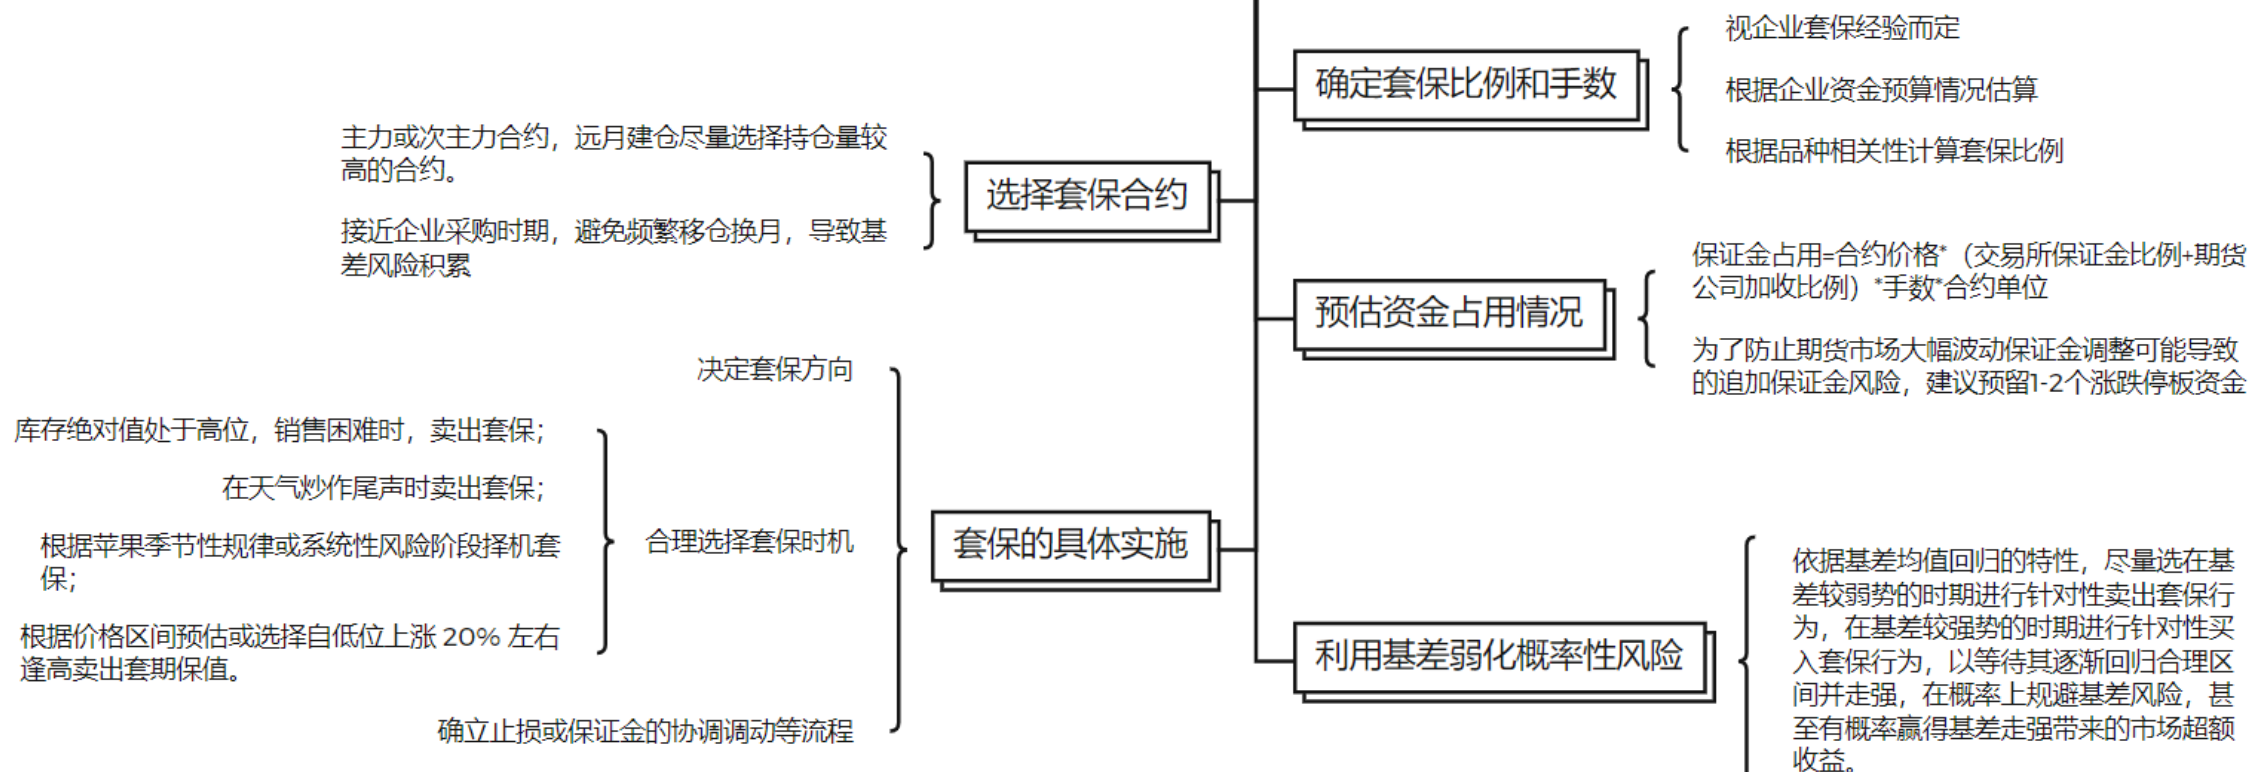 确定套保比例和手数
视企业套保经验而定
根据企业资金预算情况估算
根据品种相关性计算套保比例
选择套保合约
主力或次主力合约，远月建仓尽量选择持仓量较
高的合约。
接近企业采购时期，避免频繁移仓换月，导致基
差风险积累
预估资金占用情况
保证金占用=合约价格*（交易所保证金比例+期货
公司加收比例）*手数*合约单位
为了防止期货市场大幅波动保证金调整可能导致
的追加保证金风险，建议预留1-2个涨跌停板资金
套保的具体实施
决定套保方向
合理选择套保时机
库存绝对值处于高位，销售困难时，卖出套保；
在天气炒作尾声时卖出套保；
根据苹果季节性规律或系统性风险阶段择机套
保；
根据价格区间预估或选择自低位上涨 20% 左右
逢高卖出套期保值。
确立止损或保证金的协调调动等流程
利用基差弱化概率性风险
依据基差均值回归的特性，尽量选在基
差较弱势的时期进行针对性卖出套保行
为，在基差较强势的时期进行针对性买
入套保行为，以等待其逐渐回归合理区
间并走强，在概率上规避基差风险，甚
至有概率赢得基差走强带来的市场超额
收益。